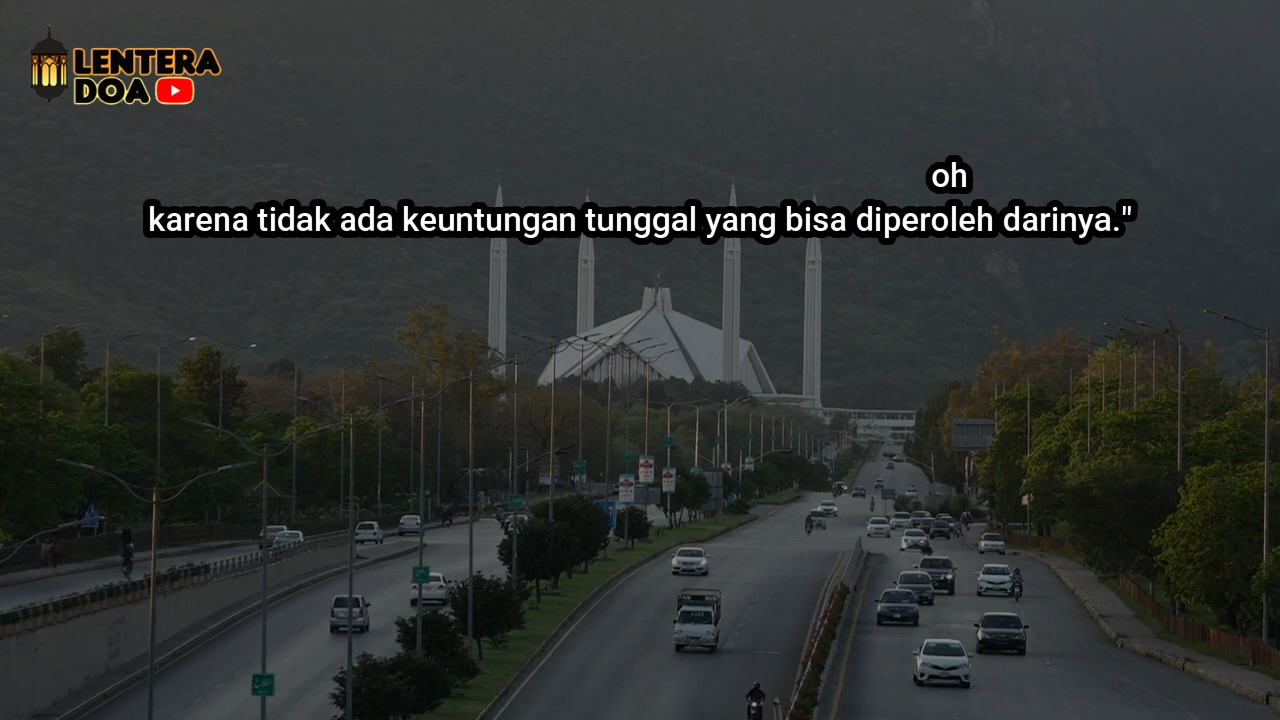 LENTERA
DOA
oh
karena tidak ada keuntungan tunggal yang bisa diperoleh darinya."